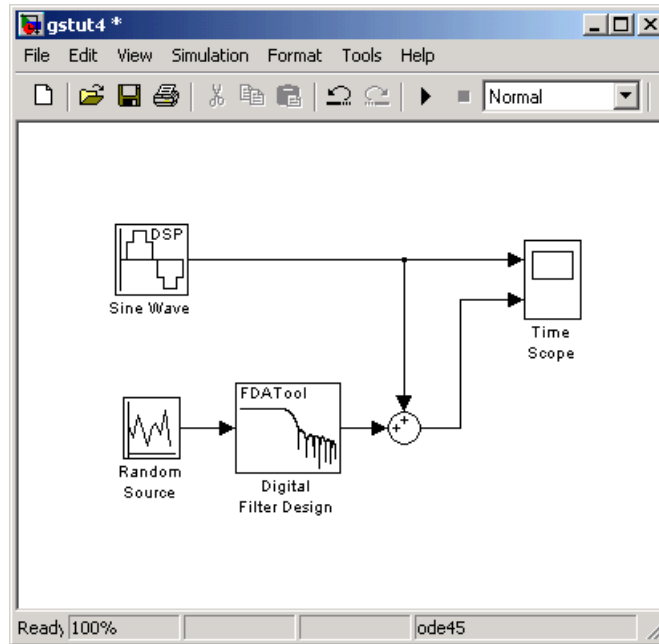 gstut4 *
File Edit View Simulation Format Tools Help
Normal
DSP
Sine Wave
Time
Scope
FDATool
Random
Source
Digital
Filter Design
++
Ready 100% ode45